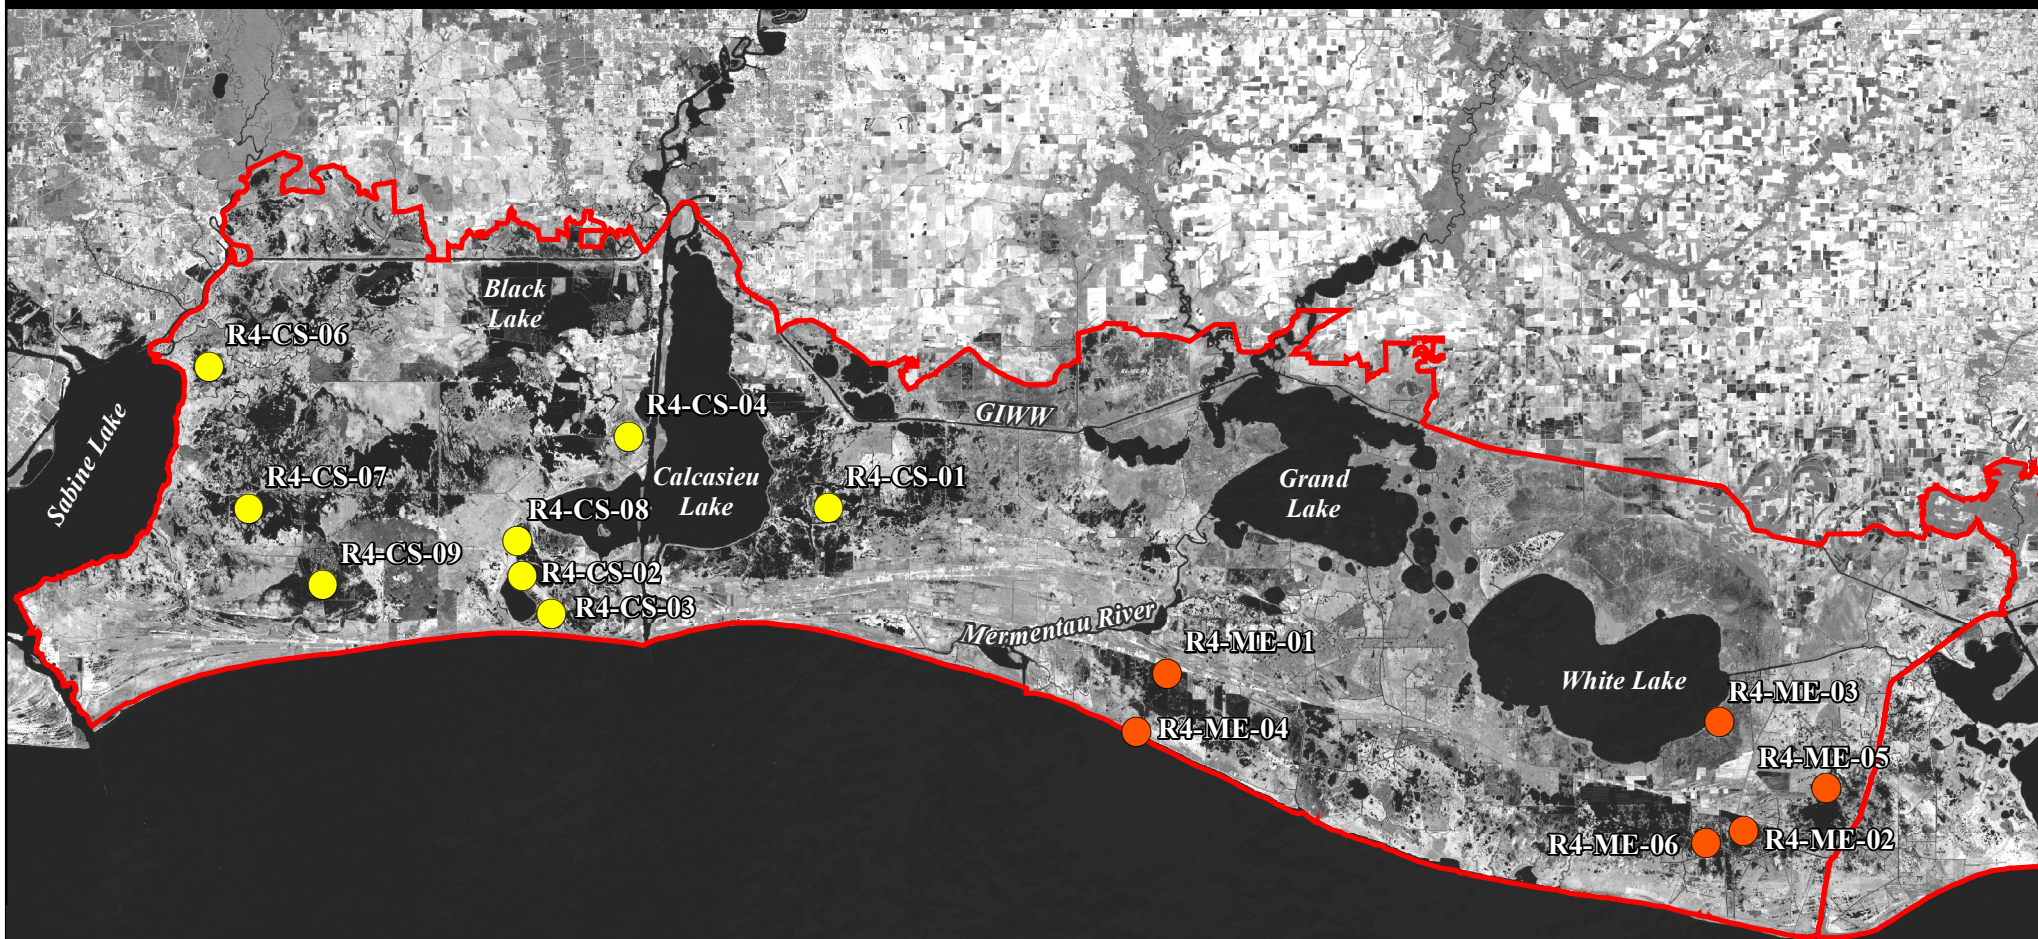 Black
Lake
R4-CS-06
R4-CS-04
GIWW
Sabine Lake
R4-CS-07
Calcasieu
Lake
R4-CS-01
Grand
Lake
R4-CS-08
R4-CS-09
R4-CS-02
R4-CS-03
Mermentau River
R4-ME-01
White Lake
R4-ME-03
R4-ME-04
R4-ME-05
R4-ME-06
R4-ME-02